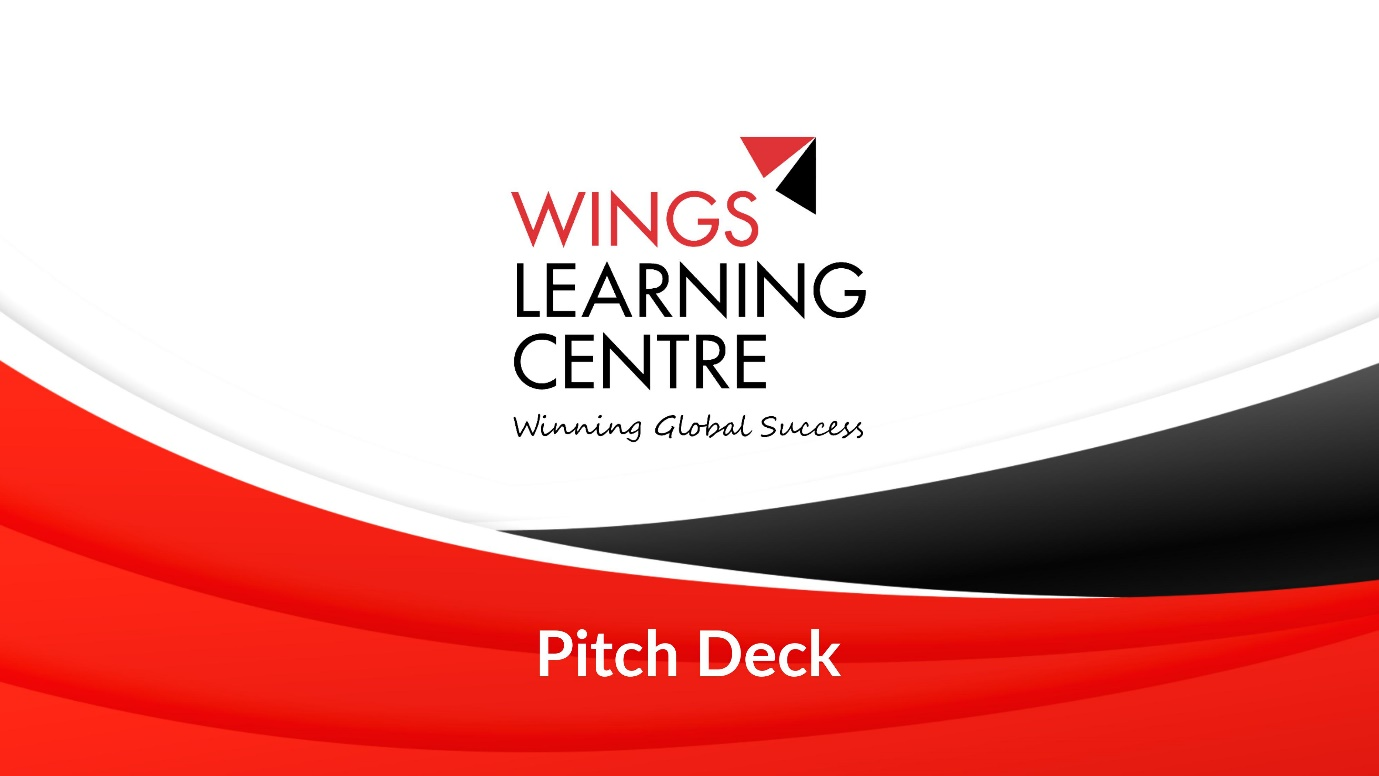 WINGS
LEARNING
CENTRE
Winning Global Success
Pitch Deck